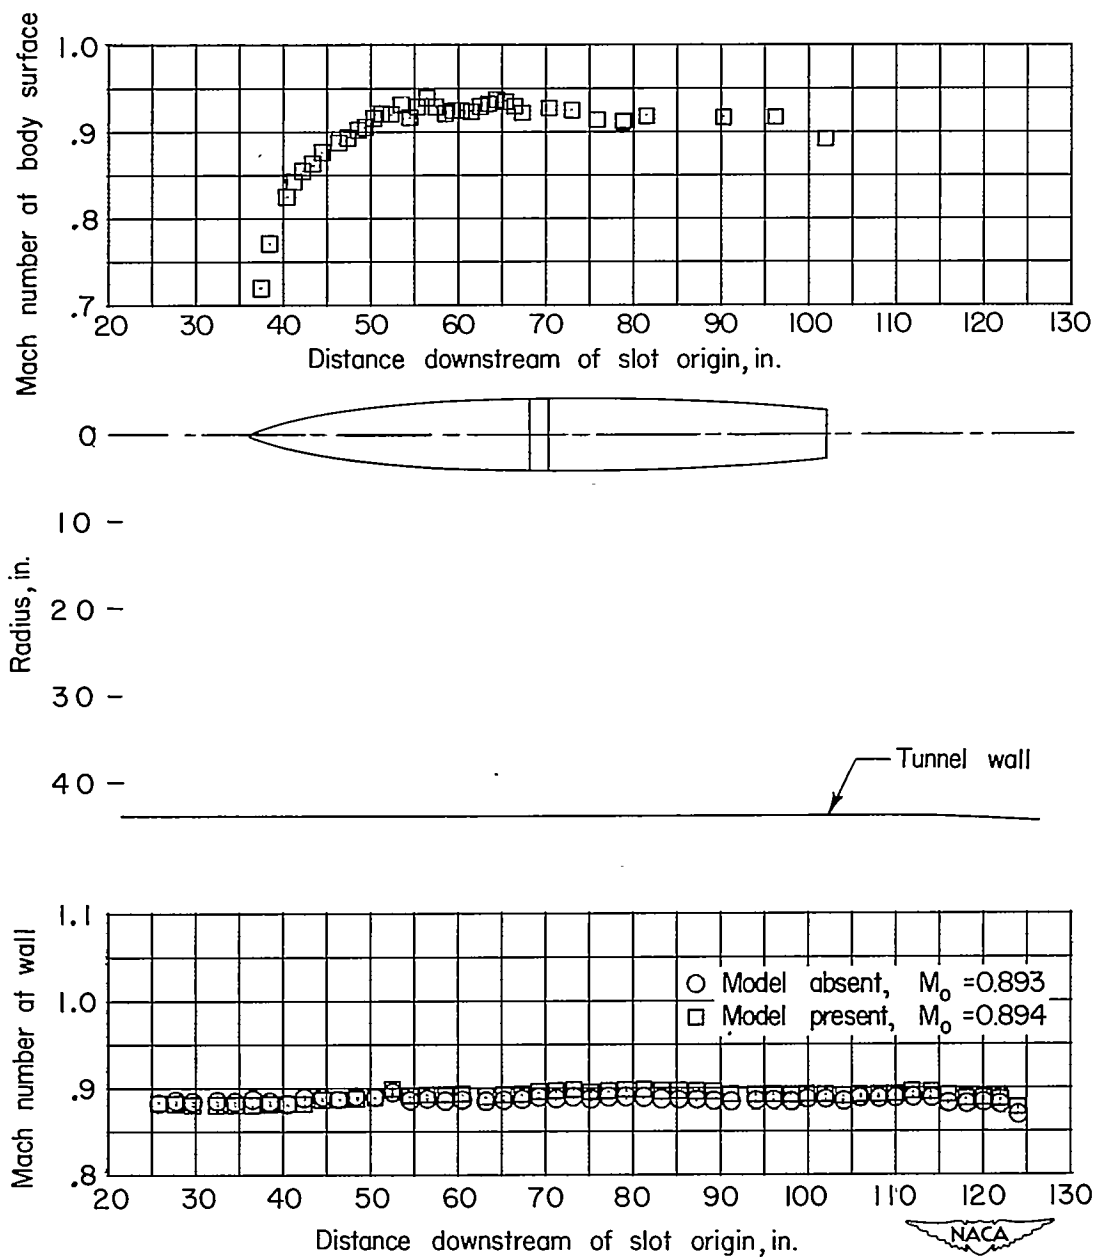 Mach number at body surface
1.0
.9
.8
.7
20 30 40 50 60 70 80 90 100 110 120 130
Distance downstream of slot origin, in.
Radius, in.
0
10
20
30
40
Tunnel wall
Mach number at wall
1.1
1.0
.9
.8
Model absent, Mo =0.893
Model present, Mo =0.894
20 30 40 50 60 70 80 90 100 110 120 130
Distance downstream of slot origin, in.
NACA